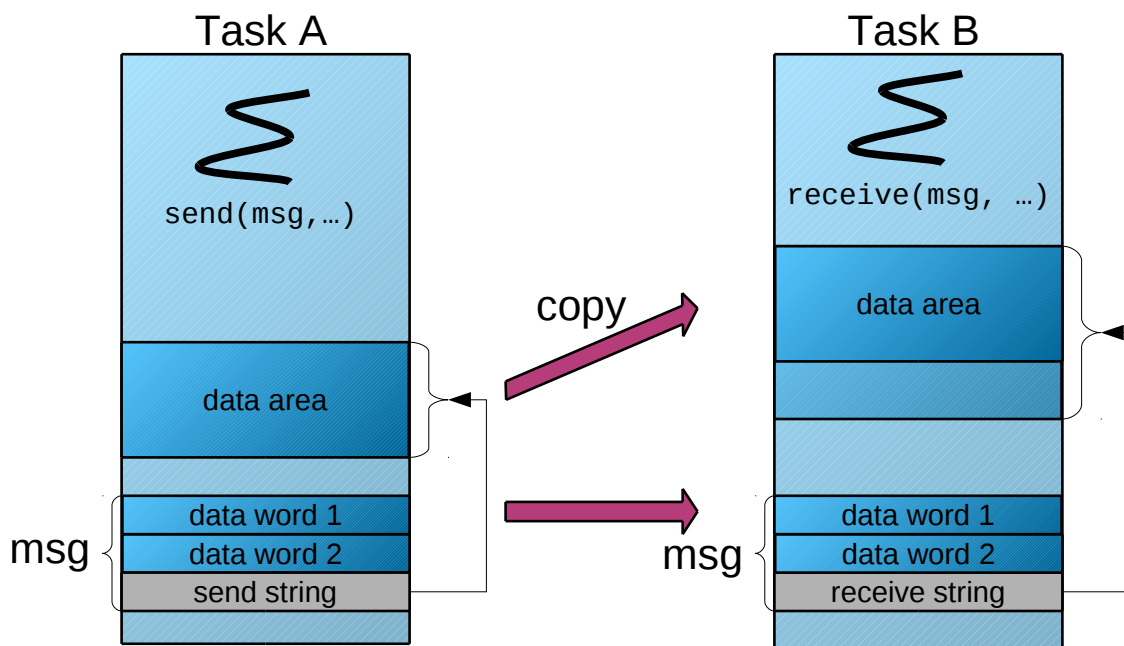 Task A
send(msg,…)
data area
msg
data word 1
data word 2
send string
copy
Task B
receive(msg, …)
data area
msg
data word 1
data word 2
receive string